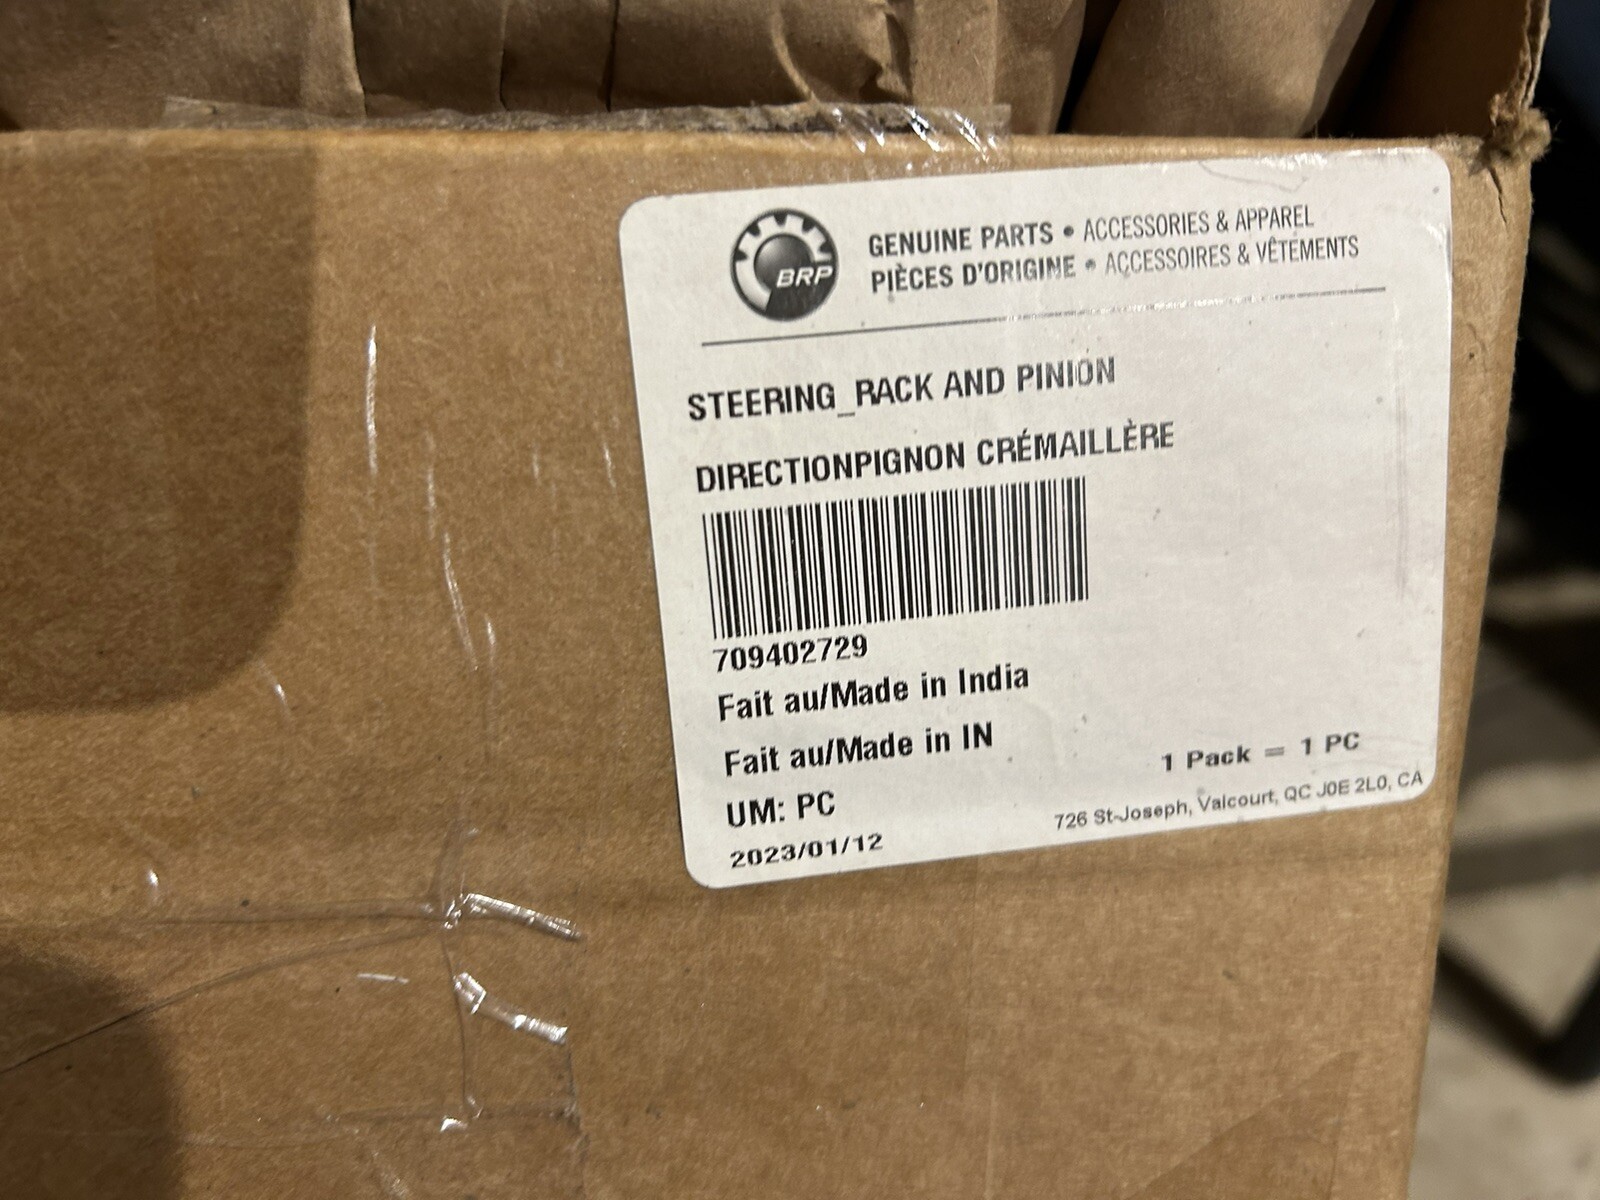 BRP
GENUINE PARTS • ACCESSORIES & APPAREL
PIÈCES D'ORIGINE • ACCESSOIRES & VÊTEMENTS
STEERING_RACK AND PINION
DIRECTIONPIGNON CRÉMAILLÈRE
709402729
Fait au/Made in India
Fait au/Made in IN
1 Pack = 1 PC
UM: PC
726 St-Joseph, Valcourt, QC J0E 2L0, CA
2023/01/12